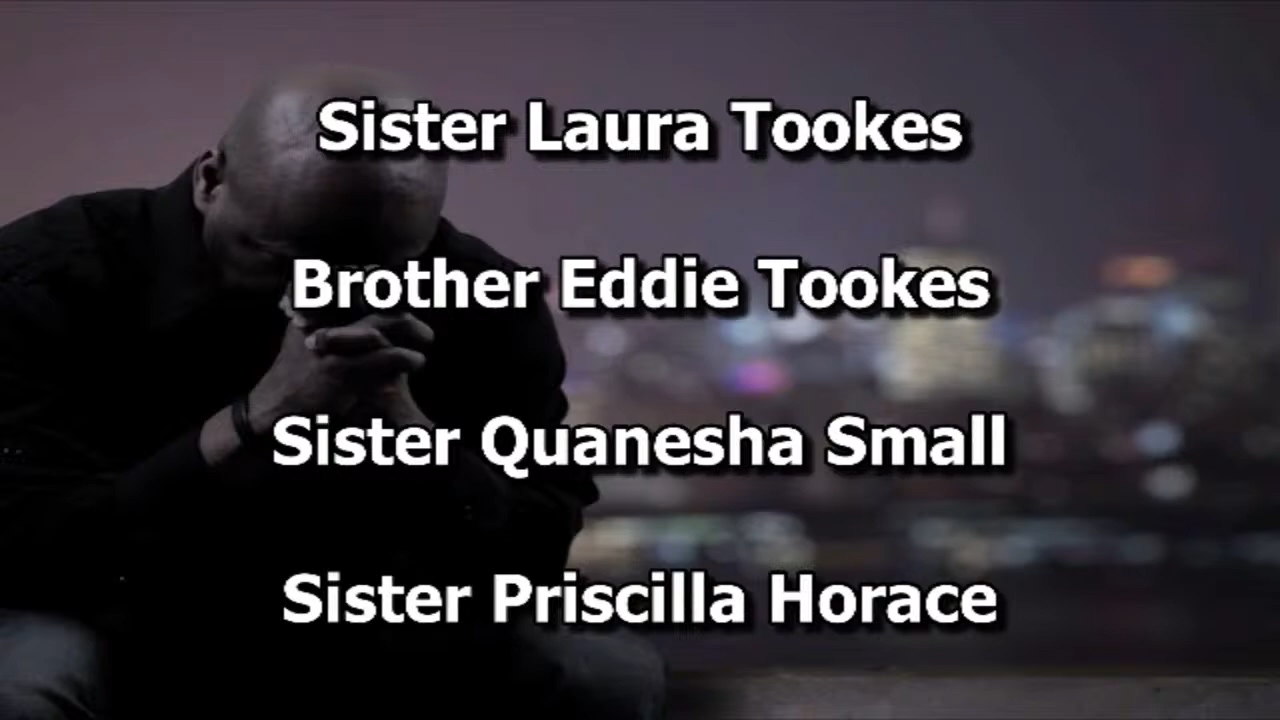 Sister Laura Tookes
Brother Eddie Tookes
Sister Quanesha Small
Sister Priscilla Horace